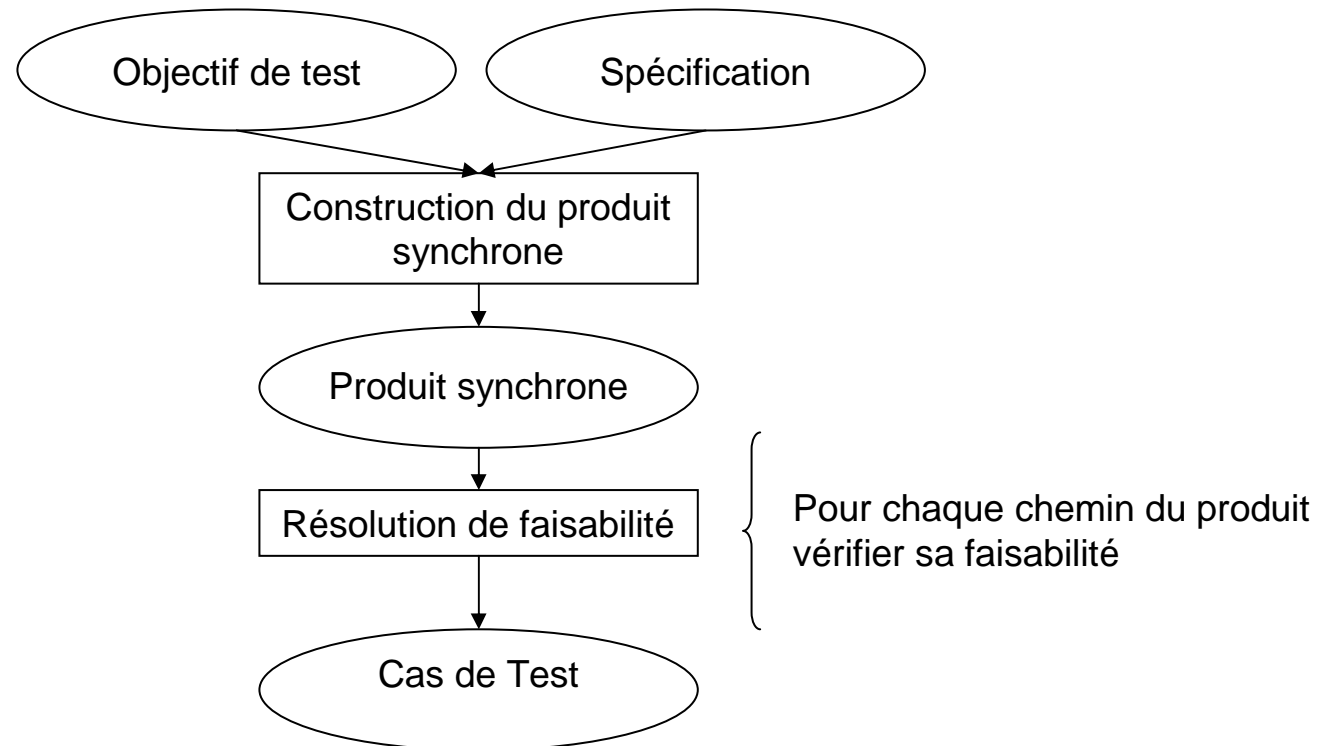 Objectif de test
Spécification
Construction du produit
synchrone
Produit synchrone
Résolution de faisabilité
Pour chaque chemin du produit
vérifier sa faisabilité
Cas de Test